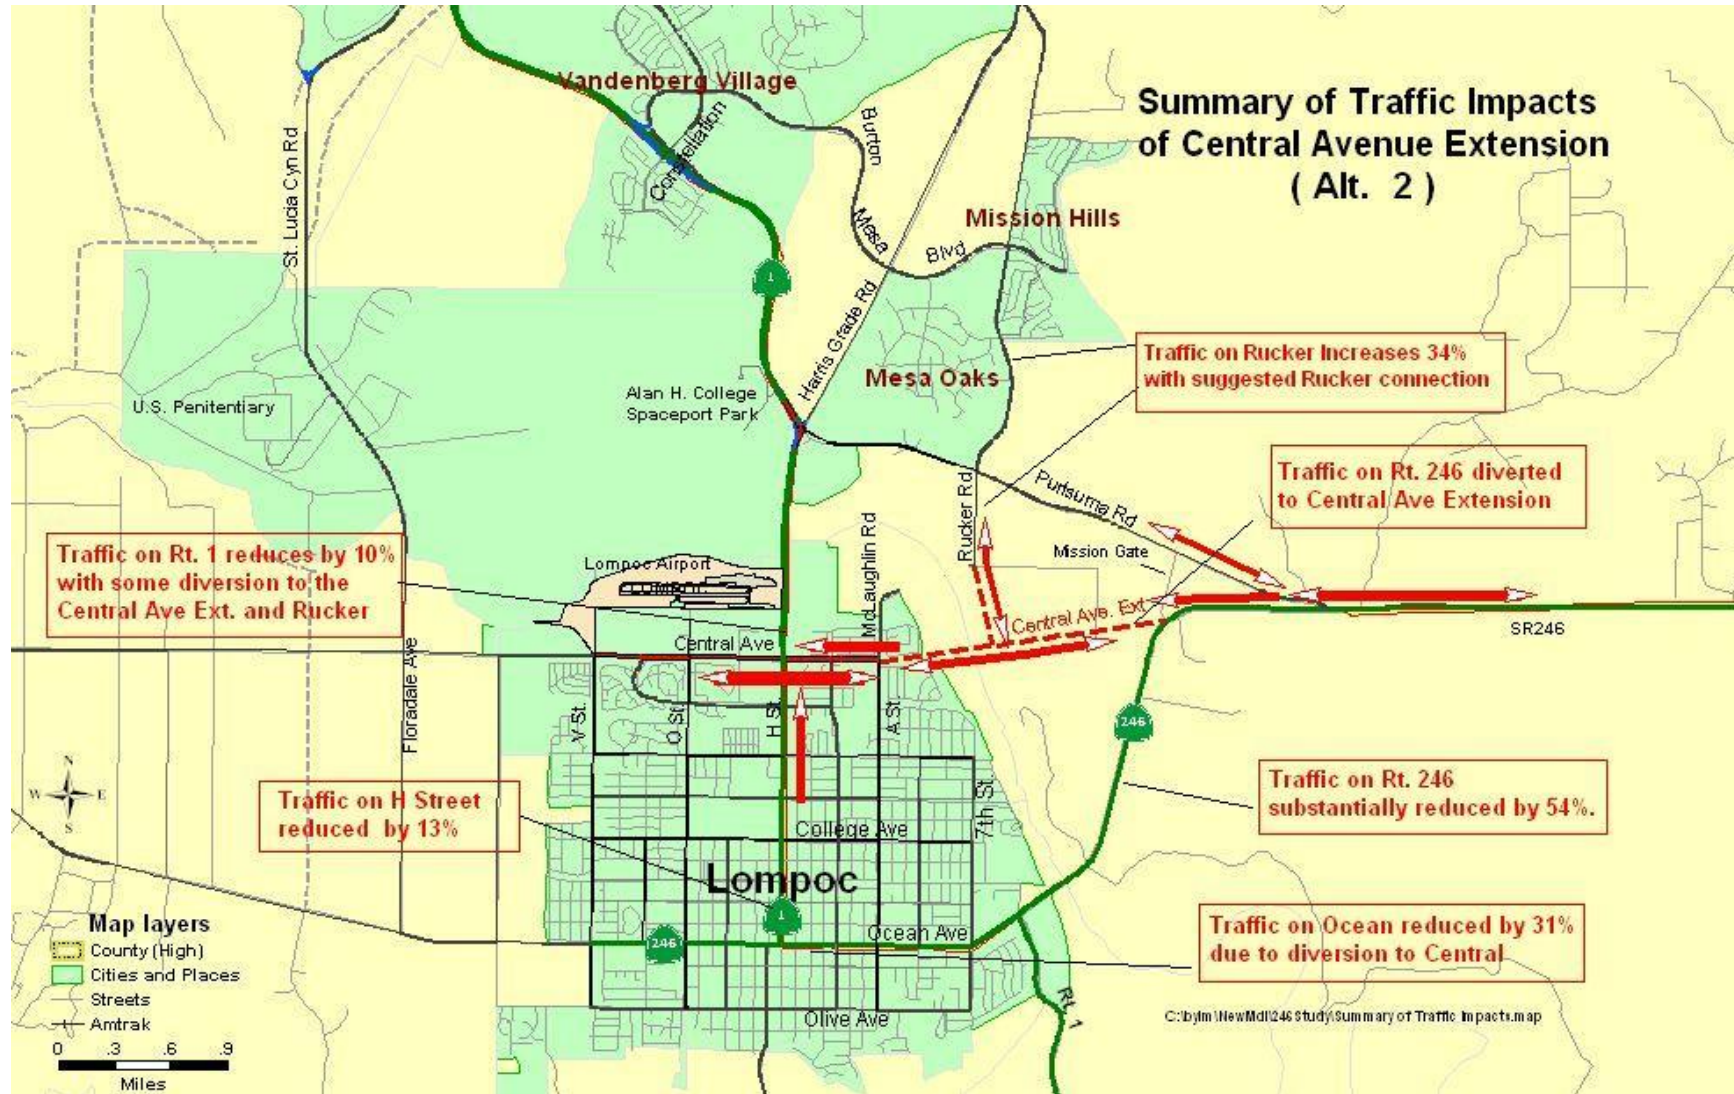 Summary of Traffic Impacts
of Central Avenue Extension
( Alt. 2 )
Vandenberg Village
Constellation
Burton
Mesa
Blvd
Mission Hills
St. Lucia Cyn Rd
1
Harris Grade Rd
Mesa Oaks
Alan H. College
Spaceport Park
U.S. Penitentiary
Traffic on Rucker Increases 34%
with suggested Rucker connection
Traffic on Rt. 246 diverted
to Central Ave Extension
Rucker Rd
Purisuma Rd
Mission Gate
McLaughlin Rd
Lompoc Airport
Traffic on Rt. 1 reduces by 10%
with some diversion to the
Central Ave Ext. and Rucker
Central Ave. Ext
SR246
Central Ave
Floradale Ave
V St.
O St.
H St.
A St.
246
N
W
E
S
Traffic on H Street
reduced by 13%
Traffic on Rt. 246
substantially reduced by 54%.
College Ave
7th St.
Lompoc
1
246
Ocean Ave
Traffic on Ocean reduced by 31%
due to diversion to Central
Rt. 1
Olive Ave
C:\bylm\NewMdl\246Study\Summary of Traffic Impacts.map
Map layers
County (High)
Cities and Places
Streets
Amtrak
0 .3 .6 .9
Miles